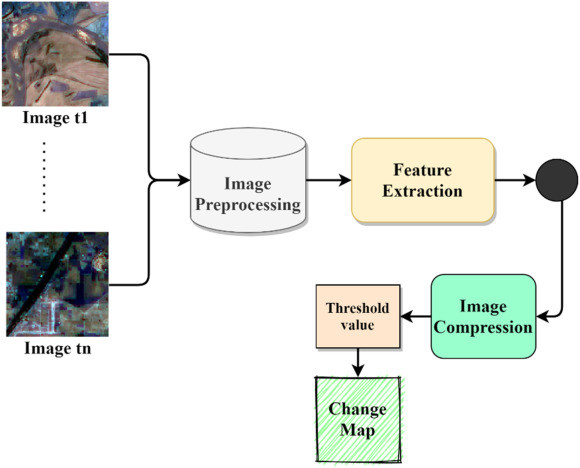 Image t1
Image
Preprocessing
Feature
Extraction
Image tn
Threshold
value
Image
Compression
Change
Map